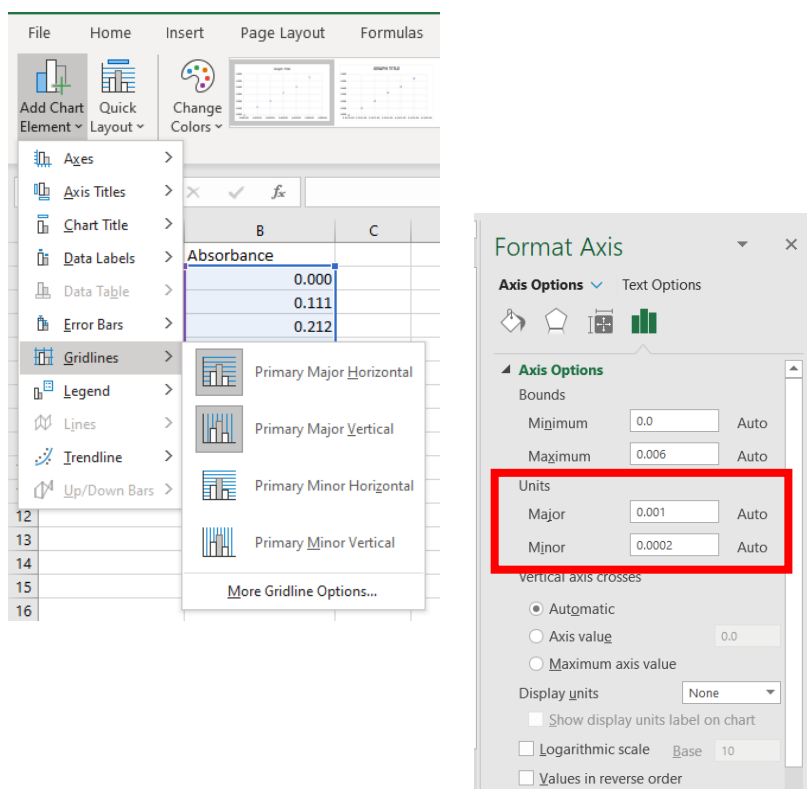 File Home Insert Page Layout Formulas
Add Chart Element Quick Layout Change Colors
Axes
Axis Titles
Chart Title
Data Labels
Data Table
Error Bars
Gridlines
Legend
Lines
Trendline
Up/Down Bars
fx
B C
Absorbance
0.000
0.111
0.212
Primary Major Horizontal
Primary Major Vertical
Primary Minor Horizontal
Primary Minor Vertical
More Gridline Options...
12
13
14
15
16
Format Axis
Axis Options Text Options
Axis Options
Bounds
Minimum 0.0 Auto
Maximum 0.006 Auto
Units
Major 0.001 Auto
Minor 0.0002 Auto
Vertical axis crosses
Automatic
Axis value 0.0
Maximum axis value
Display units None
Show display units label on chart
Logarithmic scale Base 10
Values in reverse order